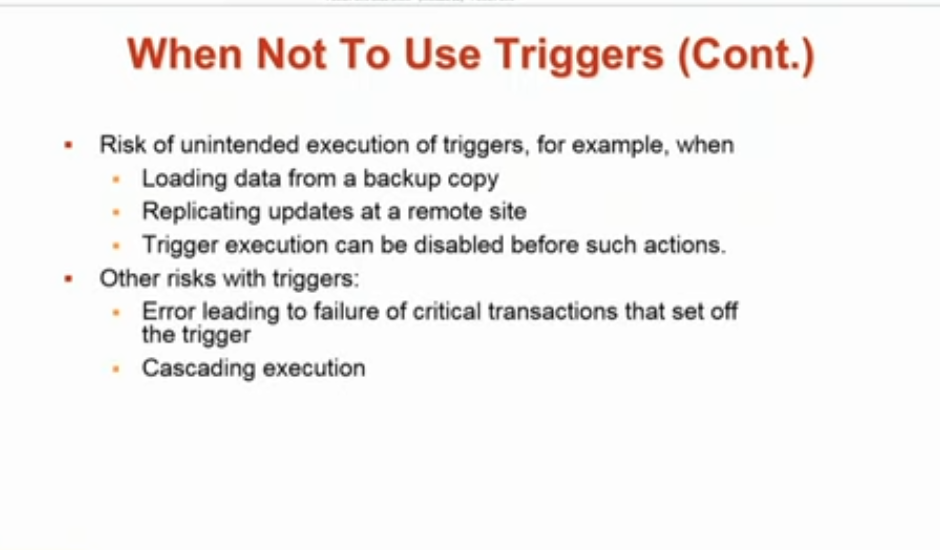 When Not To Use Triggers (Cont.)
Risk of unintended execution of triggers, for example, when
Loading data from a backup copy
Replicating updates at a remote site
Trigger execution can be disabled before such actions.
Other risks with triggers:
Error leading to failure of critical transactions that set off
the trigger
Cascading execution